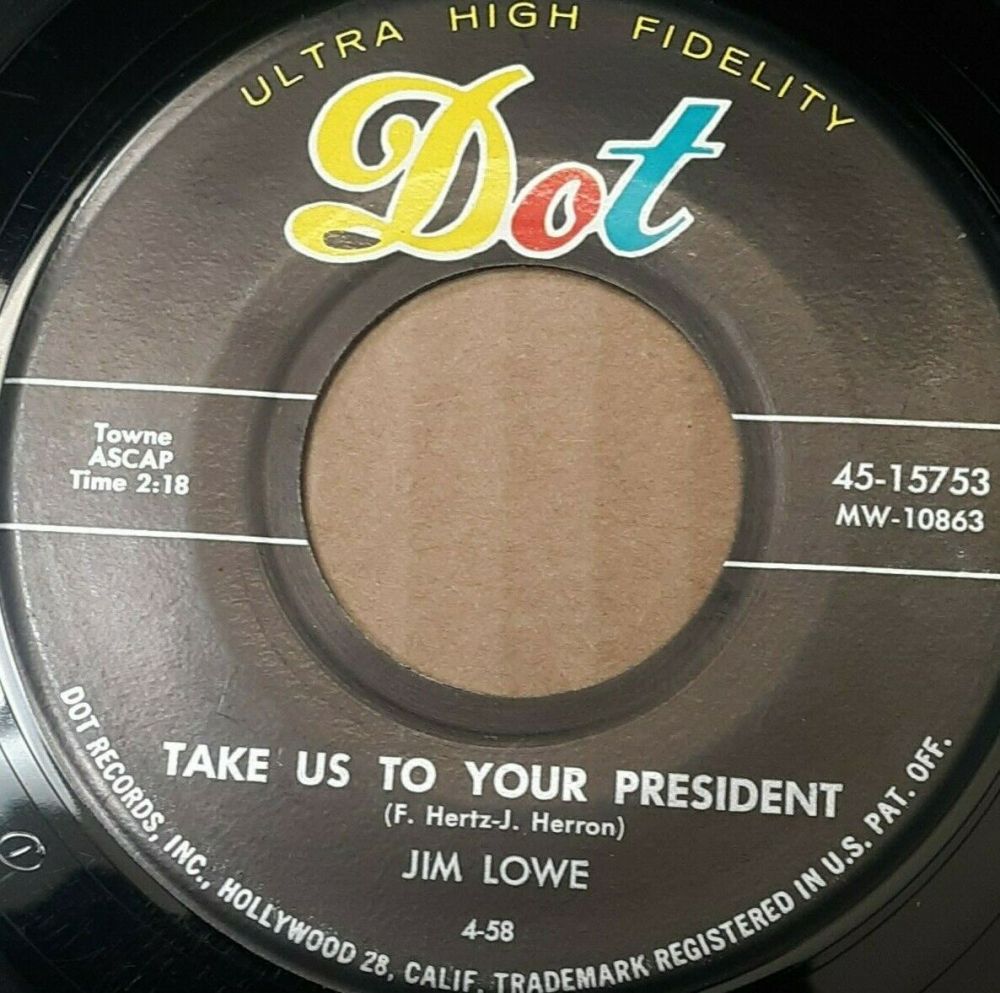 ULTRA HIGH FIDELITY
Dot
Towne
ASCAP
Time 2:18
45-15753
MW-10863
TAKE US TO YOUR PRESIDENT
(F. Hertz-J. Herron)
JIM LOWE
4-58
DOT RECORDS, INC., HOLLYWOOD 28, CALIF. TRADEMARK REGISTERED IN U.S. PAT. OFF.